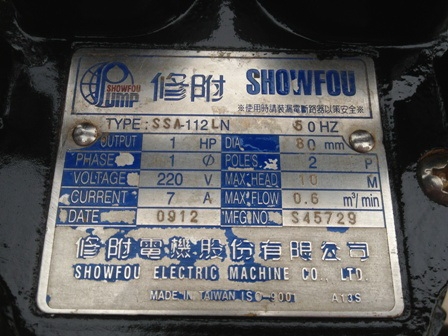 SHOWFOU
PUMP
修附 SHOWFOU
※使用時請裝漏電斷路器以策安全※
TYPE: SSA-112LN 60HZ
OUTPUT 1 HP DIA 80 mm
PHASE 1 Ø POLES 2 P
VOLTAGE 220 V MAX HEAD 10 M
CURRENT 7 A MAX FLOW 0.6 m³/min
DATE 0912 MFG NO S45729
修附電機股份有限公司
SHOWFOU ELECTRIC MACHINE CO., LTD.
MADE IN TAIWAN ISO-9001 A13S